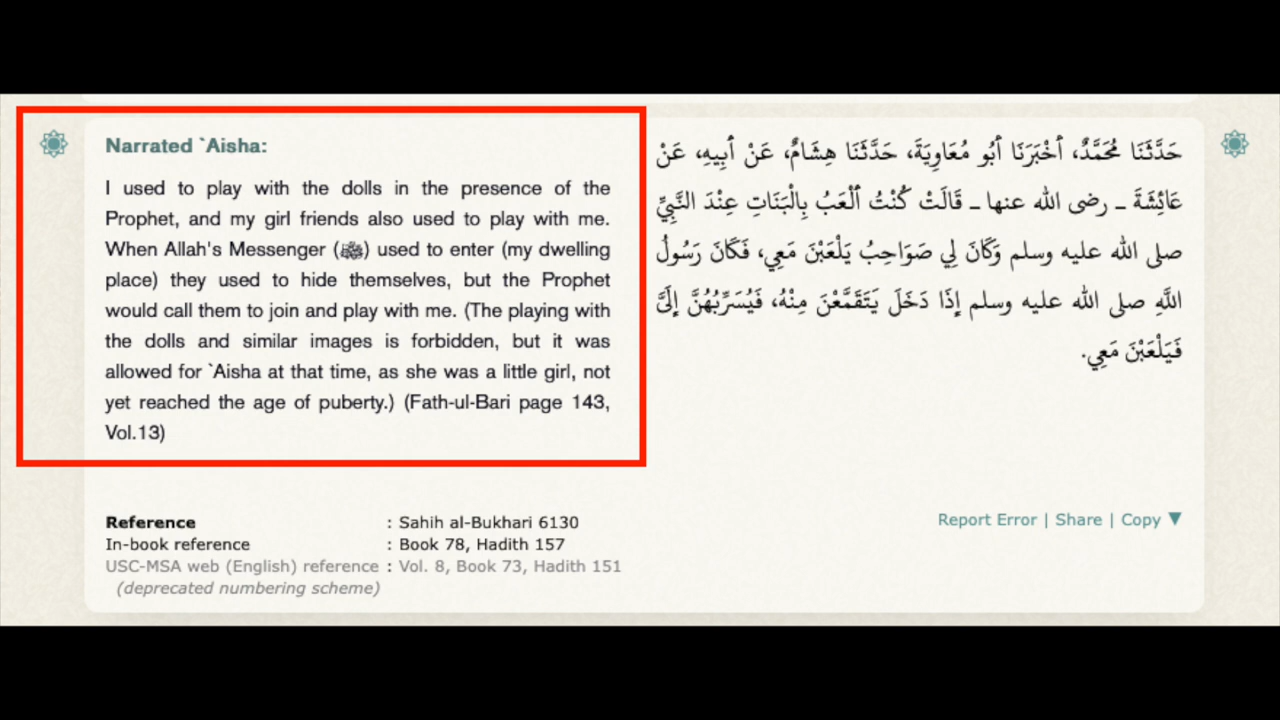 Narrated `Aisha:
I used to play with the dolls in the presence of the
Prophet, and my girl friends also used to play with me.
When Allah's Messenger (ﷺ) used to enter (my dwelling
place) they used to hide themselves, but the Prophet
would call them to join and play with me. (The playing with
the dolls and similar images is forbidden, but it was
allowed for `Aisha at that time, as she was a little girl, not
yet reached the age of puberty.) (Fath-ul-Bari page 143,
Vol.13)
حَدَّثَنَا مُحَمَّدٌ، أَخْبَرَنَا أَبُو مُعَاوِيَةَ، حَدَّثَنَا هِشَامٌ، عَنْ أَبِيهِ، عَنْ
عَائِشَةَ ـ رضى الله عنها ـ قَالَتْ كُنْتُ أَلْعَبُ بِالْبَنَاتِ عِنْدَ النَّبِيِّ
صلى الله عليه وسلم وَكَانَ لِي صَوَاحِبُ يَلْعَبْنَ مَعِي، فَكَانَ رَسُولُ
اللَّهِ صلى الله عليه وسلم إِذَا دَخَلَ يَتَقَمَّعْنَ مِنْهُ، فَيُسَرِّبُهُنَّ إِلَىَّ
فَيَلْعَبْنَ مَعِي.
Reference : Sahih al-Bukhari 6130
In-book reference : Book 78, Hadith 157
USC-MSA web (English) reference : Vol. 8, Book 73, Hadith 151
(deprecated numbering scheme)
Report Error | Share | Copy ▼